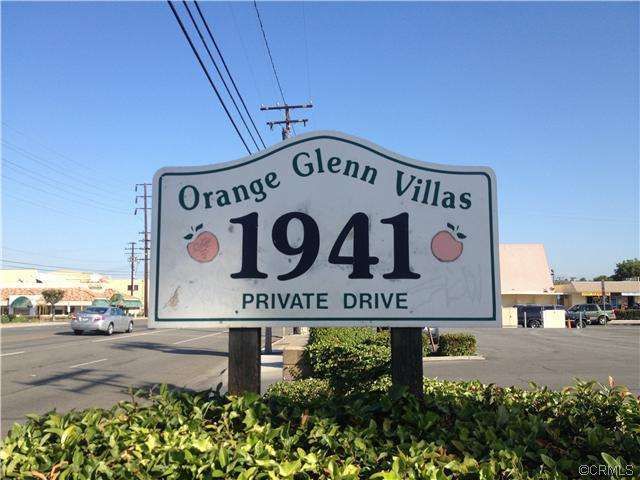 Orange Glenn Villas
1941
PRIVATE DRIVE
©CRMLS